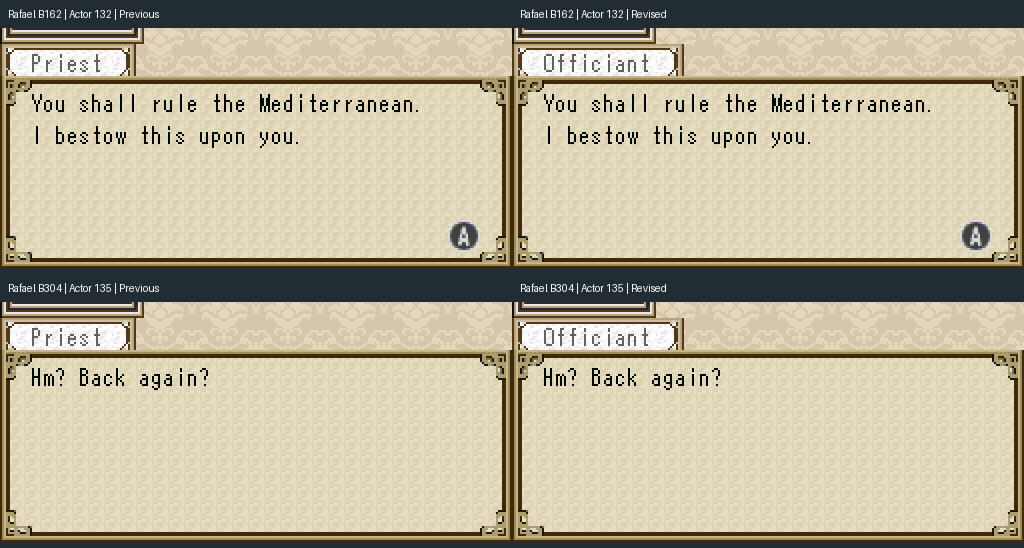 Rafael B162 | Actor 132 | Previous
Priest
You shall rule the Mediterranean.
I bestow this upon you.
A
Rafael B162 | Actor 132 | Revised
Officiant
You shall rule the Mediterranean.
I bestow this upon you.
A
Rafael B304 | Actor 135 | Previous
Priest
Hm? Back again?
Rafael B304 | Actor 135 | Revised
Officiant
Hm? Back again?